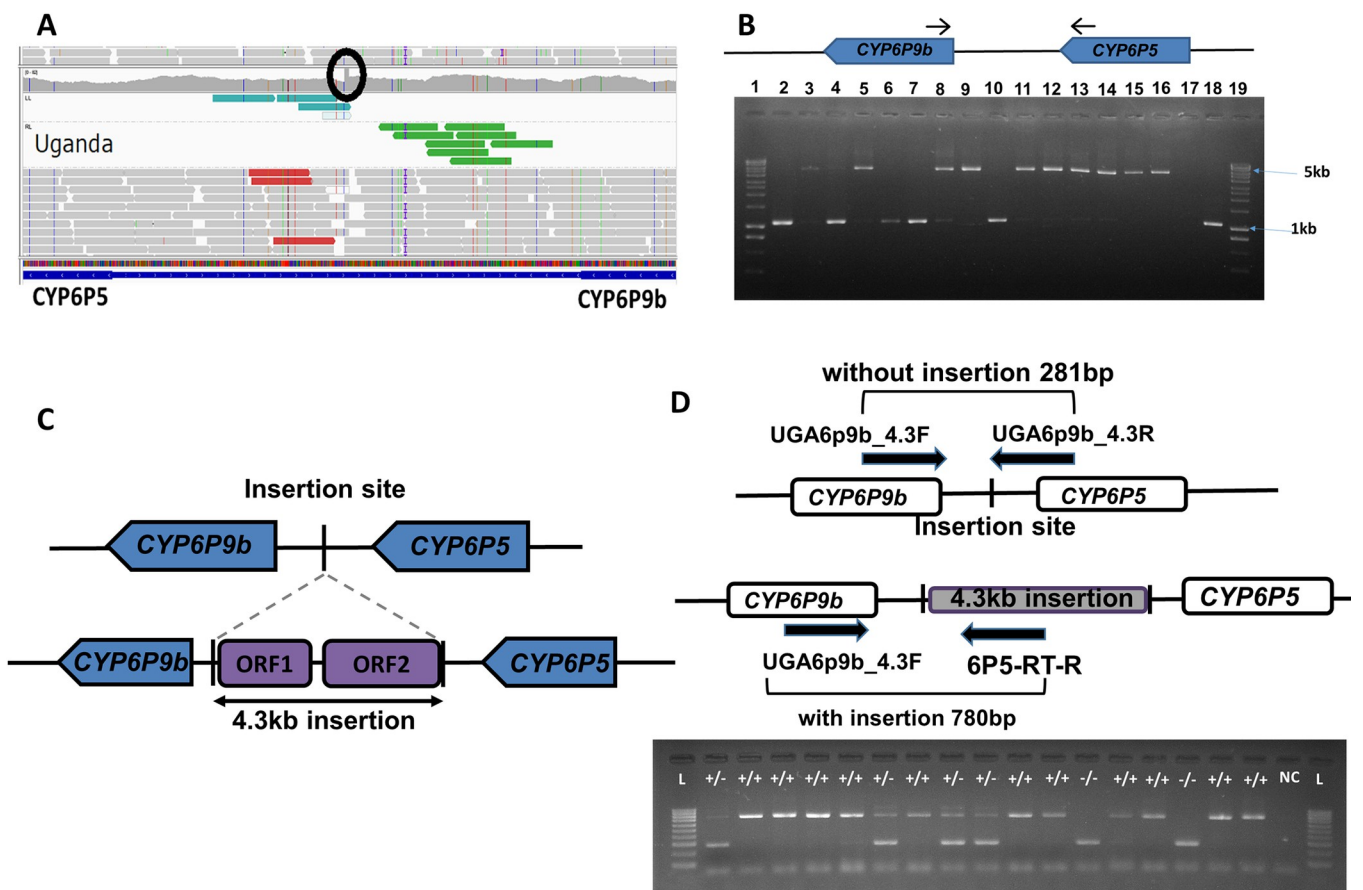 A
LL
RL
Uganda
CYP6P5
CYP6P9b
B
CYP6P9b
CYP6P5
1 2 3 4 5 6 7 8 9 10 11 12 13 14 15 16 17 18 19
5kb
1kb
C
Insertion site
CYP6P9b
CYP6P5
CYP6P9b
ORF1
ORF2
CYP6P5
4.3kb insertion
D
without insertion 281bp
UGA6p9b_4.3F
UGA6p9b_4.3R
CYP6P9b
CYP6P5
Insertion site
CYP6P9b
4.3kb insertion
CYP6P5
UGA6p9b_4.3F
6P5-RT-R
with insertion 780bp
L +/- +/+ +/+ +/+ +/+ +/- +/+ +/- +/- +/+ +/+ -/- +/+ +/+ -/- +/+ +/+ NC L